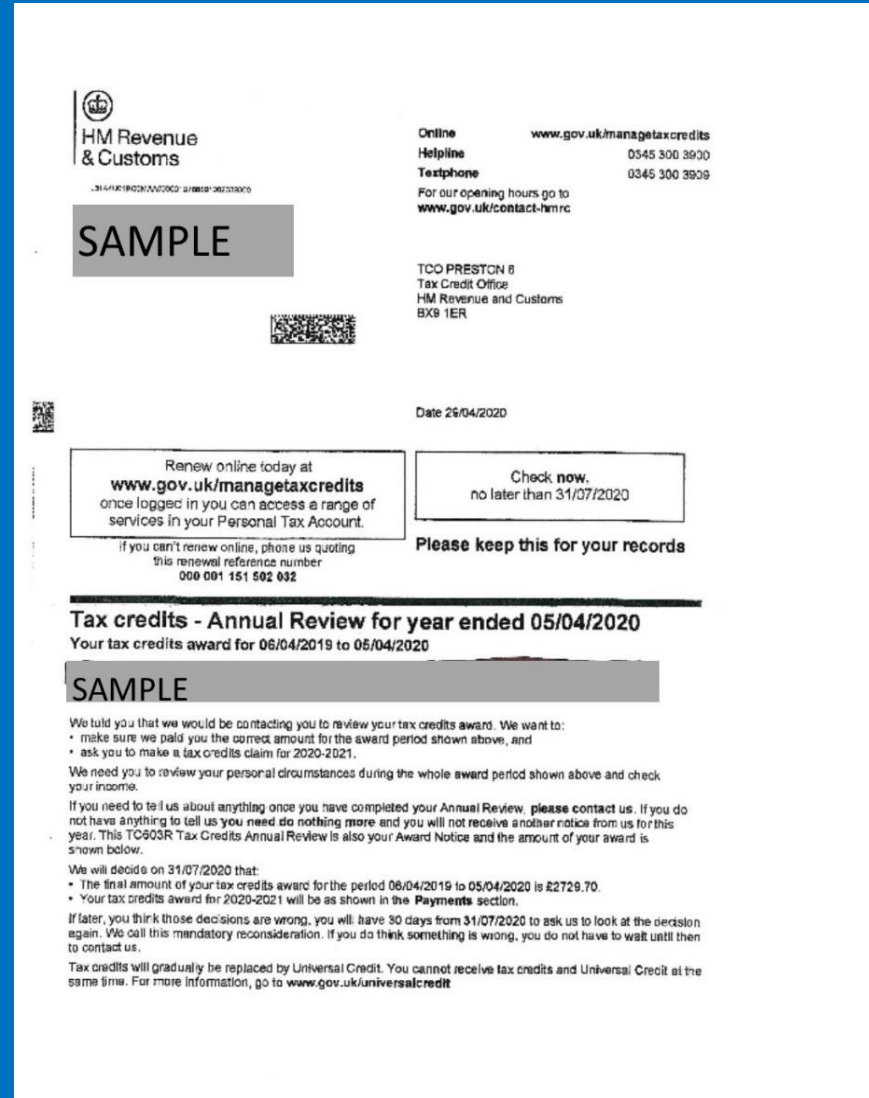 HM Revenue
& Customs
SAMPLE
Online www.gov.uk/managetaxcredits
Helpline 0345 300 3900
Textphone 0345 300 3909
For our opening hours go to
www.gov.uk/contact-hmrc
TCO PRESTON 6
Tax Credit Office
HM Revenue and Customs
BX9 1ER
Date 29/04/2020
Renew online today at
www.gov.uk/managetaxcredits
once logged in you can access a range of
services in your Personal Tax Account.
If you can't renew online, phone us quoting
this renewal reference number
000 001 151 502 032
Check now,
no later than 31/07/2020
Please keep this for your records
Tax credits - Annual Review for year ended 05/04/2020
Your tax credits award for 06/04/2019 to 05/04/2020
SAMPLE
We told you that we would be contacting you to review your tax credits award. We want to:
• make sure we paid you the correct amount for the award period shown above, and
• ask you to make a tax credits claim for 2020-2021.
We need you to review your personal circumstances during the whole award period shown above and check
your income.
If you need to tell us about anything once you have completed your Annual Review, please contact us. If you do
not have anything to tell us you need do nothing more and you will not receive another notice from us for this
year. This TC603R Tax Credits Annual Review is also your Award Notice and the amount of your award is
shown below.
We will decide on 31/07/2020 that:
• The final amount of your tax credits award for the period 06/04/2019 to 05/04/2020 is £2729.70.
• Your tax credits award for 2020-2021 will be as shown in the Payments section.
If later, you think those decisions are wrong, you will have 30 days from 31/07/2020 to ask us to look at the decision
again. We call this mandatory reconsideration. If you do think something is wrong, you do not have to wait until then
to contact us.
Tax credits will gradually be replaced by Universal Credit. You cannot receive tax credits and Universal Credit at the
same time. For more information, go to www.gov.uk/universalcredit